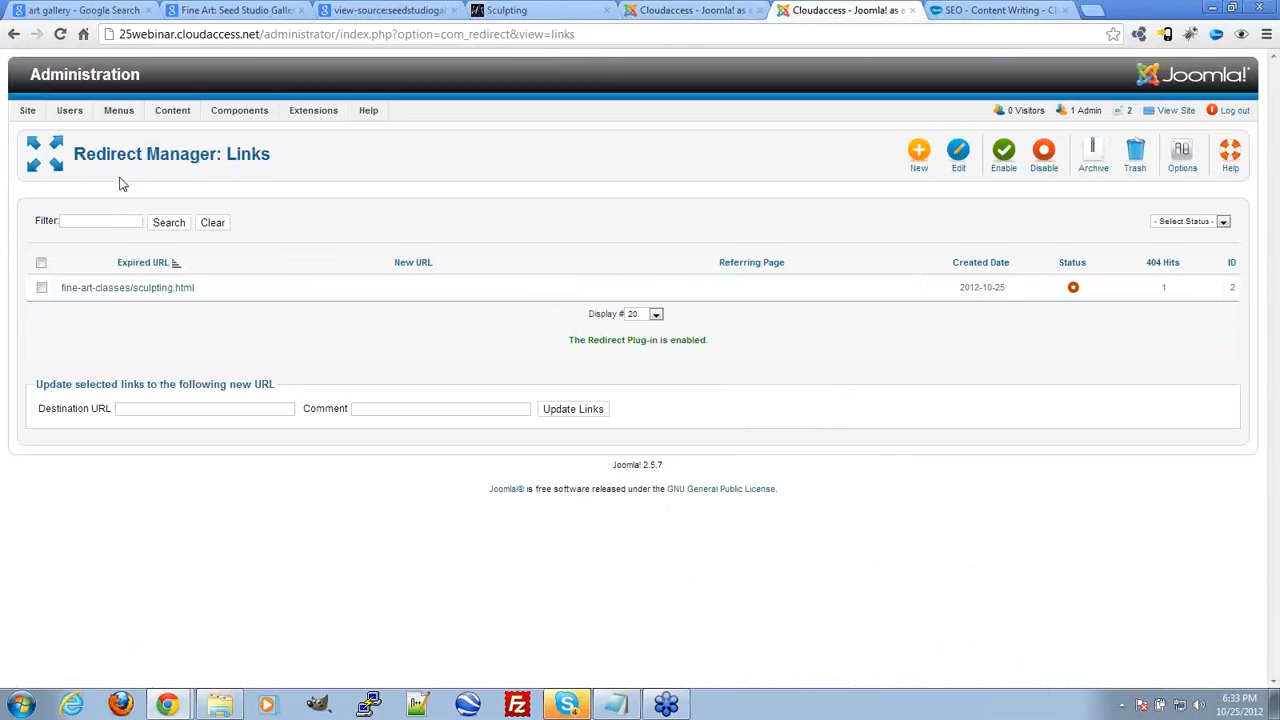 art gallery - Google Search
Fine Art: Seed Studio Galle
view-source:seedstudiogal
Sculpting
Cloudaccess - Joomla! as a
Cloudaccess - Joomla! as a
SEO - Content Writing - Cl
25webinar.cloudaccess.net/administrator/index.php?option=com_redirect&view=links
Administration
Joomla!®
Site Users Menus Content Components Extensions Help
0 Visitors 1 Admin 2 View Site Log out
Redirect Manager: Links
New Edit Enable Disable Archive Trash Options Help
Filter: Search Clear
- Select Status -
Expired URL New URL Referring Page Created Date Status 404 Hits ID
fine-art-classes/sculpting.html 2012-10-25 1 2
Display # 20
The Redirect Plug-in is enabled.
Update selected links to the following new URL
Destination URL Comment Update Links
Joomla! 2.5.7
Joomla!® is free software released under the GNU General Public License.
6:33 PM
10/25/2012